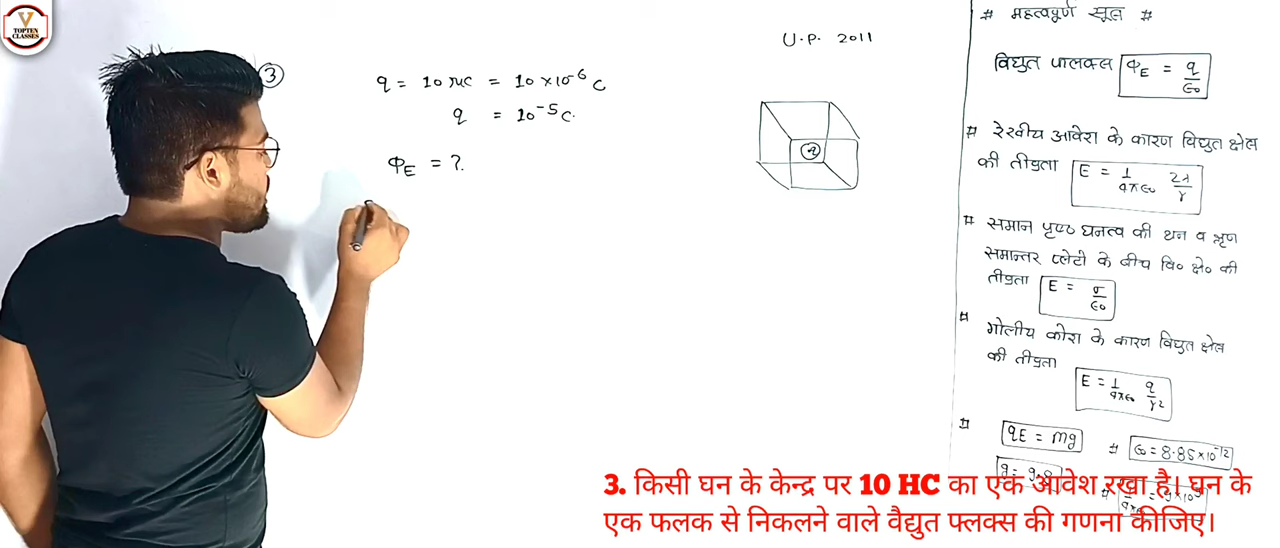 V
TOPTEN
CLASSES
U.P. 2011
3
q = 10 μC = 10 × 10⁻⁶ C
q = 10⁻⁵ C.
ΦE = ?
q
# महत्वपूर्ण सूत्र #
विद्युत फ्लक्स ΦE = q/ε₀
# रेखीय आवेश के कारण विद्युत क्षेत्र
की तीव्रता E = 1/4πε₀ 2λ/r
# समान पृष्ठ घनत्व की धन व ऋण
समान्तर प्लेटो के बीच वि० क्षे० की
तीव्रता E = σ/ε₀
# गोलीय कोश के कारण विद्युत क्षेत्र
की तीव्रता
E = 1/4πε₀ q/r²
# qE = mg # ε₀ = 8.85×10⁻¹²
3. किसी घन के केन्द्र पर 10 HC का एक आवेश रखा है। घन के
एक फलक से निकलने वाले वैद्युत फ्लक्स की गणना कीजिए।